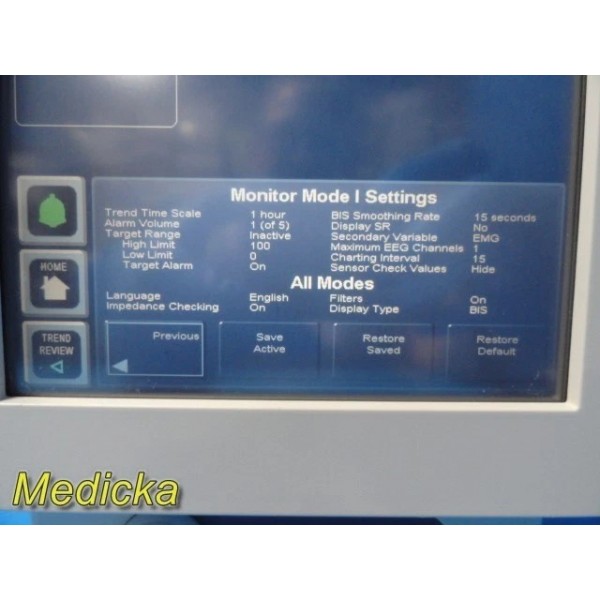 Monitor Mode I Settings
Trend Time Scale 1 hour BIS Smoothing Rate 15 seconds
Alarm Volume 1 (of 5) Display SR No
Target Range Inactive Secondary Variable EMG
High Limit 100 Maximum EEG Channels 1
Low Limit 0 Charting Interval 15
Target Alarm On Sensor Check Values Hide
All Modes
Language English Filters On
Impedance Checking On Display Type BIS
HOME
TREND
REVIEW
Previous
Save
Active
Restore
Saved
Restore
Default
Medicka